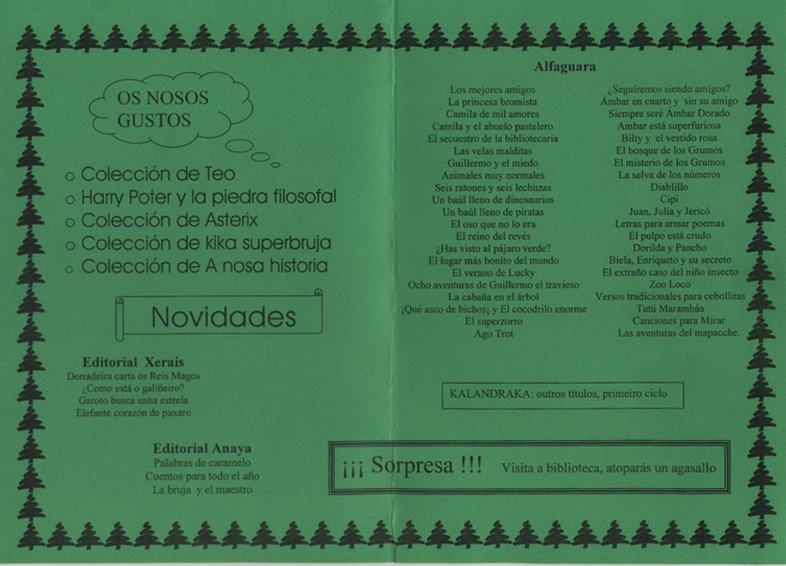 OS NOSOS
GUSTOS
Colección de Teo
Harry Poter y la piedra filosofal
Colección de Asterix
Colección de kika superbruja
Colección de A nosa historia
Novidades
Editorial Xerais
Derradeira carta ós Reis Magos
¿Como está o galiñeiro?
Garoto busca unha estrela
Elefante corazón de paxaro
Editorial Anaya
Palabras de caramelo
Cuentos para todo el año
La bruja y el maestro
Alfaguara
Los mejores amigos
La princesa bromista
Camila de mil amores
Camila y el abuelo pastelero
El secuestro de la bibliotecaria
Las velas malditas
Guillermo y el miedo
Animales muy normales
Seis ratones y seis lechuzas
Un baúl lleno de dinosaurios
Un baúl lleno de piratas
El oso que no lo era
El reino del revés
¿Has visto al pájaro verde?
El lugar más bonito del mundo
El verano de Lucky
Ocho aventuras de Guillermo el travieso
La cabaña en el árbol
¡Qué asco de bichos¡ y El cocodrilo enorme
El superzorro
Ago Trot
¿Seguiremos siendo amigos?
Ámbar en cuarto y sin su amigo
Siempre seré Ámbar Dorado
Ambar está superfuriosa
Billy y el vestido rosa
El bosque de los Grumos
El misterio de los Grumos
La selva de los números
Diablillo
Cipi
Juan, Julia y Jericó
Letras para armar poemas
El pulpo está crudo
Dorilda y Pancho
Biela, Enriqueto y su secreto
El extraño caso del niño insecto
Zoo Loco
Versos tradicionales para cebollitas
Tutú Marambáa
Canciones para Mirar
Las aventuras del mapacche.
KALANDRAKA: outros títulos, primeiro ciclo
¡¡¡ Sorpresa !!! Visita a biblioteca, atoparás un agasallo